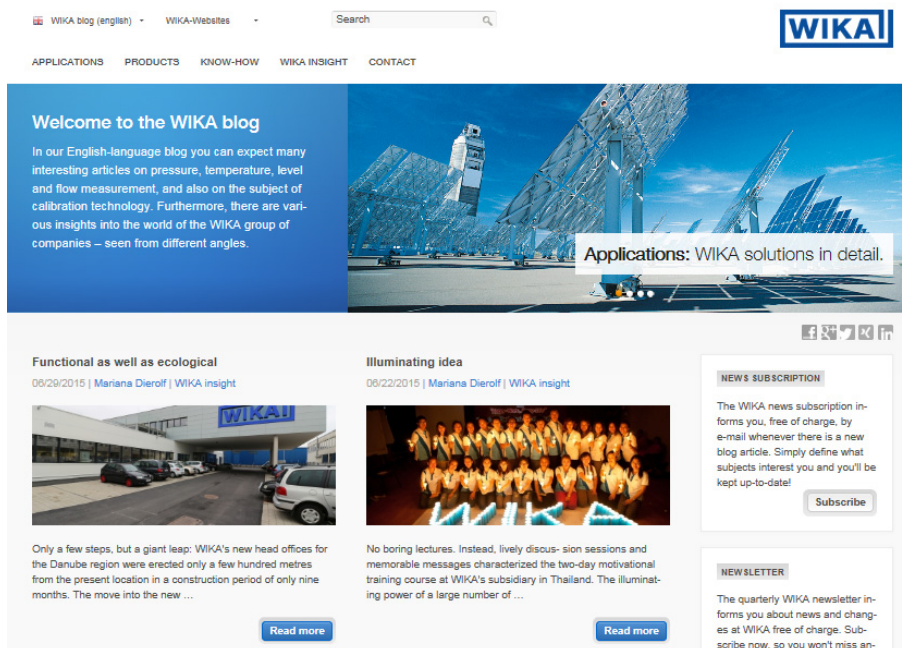 WIKA blog (english)
WIKA-Websites
Search
WIKA
APPLICATIONS
PRODUCTS
KNOW-HOW
WIKA INSIGHT
CONTACT
Welcome to the WIKA blog
In our English-language blog you can expect many
interesting articles on pressure, temperature, level
and flow measurement, and also on the subject of
calibration technology. Furthermore, there are vari-
ous insights into the world of the WIKA group of
companies – seen from different angles.
Applications: WIKA solutions in detail.
Functional as well as ecological
06/29/2015 | Mariana Dierolf | WIKA insight
WIKA
Only a few steps, but a giant leap: WIKA's new head offices for
the Danube region were erected only a few hundred metres
from the present location in a construction period of only nine
months. The move into the new …
Read more
Illuminating idea
06/22/2015 | Mariana Dierolf | WIKA insight
WIKA
No boring lectures. Instead, lively discus- sion sessions and
memorable messages characterized the two-day motivational
training course at WIKA's subsidiary in Thailand. The illuminat-
ing power of a large number of …
Read more
f g+ in
NEWS SUBSCRIPTION
The WIKA news subscription in-
forms you, free of charge, by
e-mail whenever there is a new
blog article. Simply define what
subjects interest you and you'll be
kept up-to-date!
Subscribe
NEWSLETTER
The quarterly WIKA newsletter in-
forms you about news and chang-
es at WIKA free of charge. Sub-
scribe now, so you won't miss an-